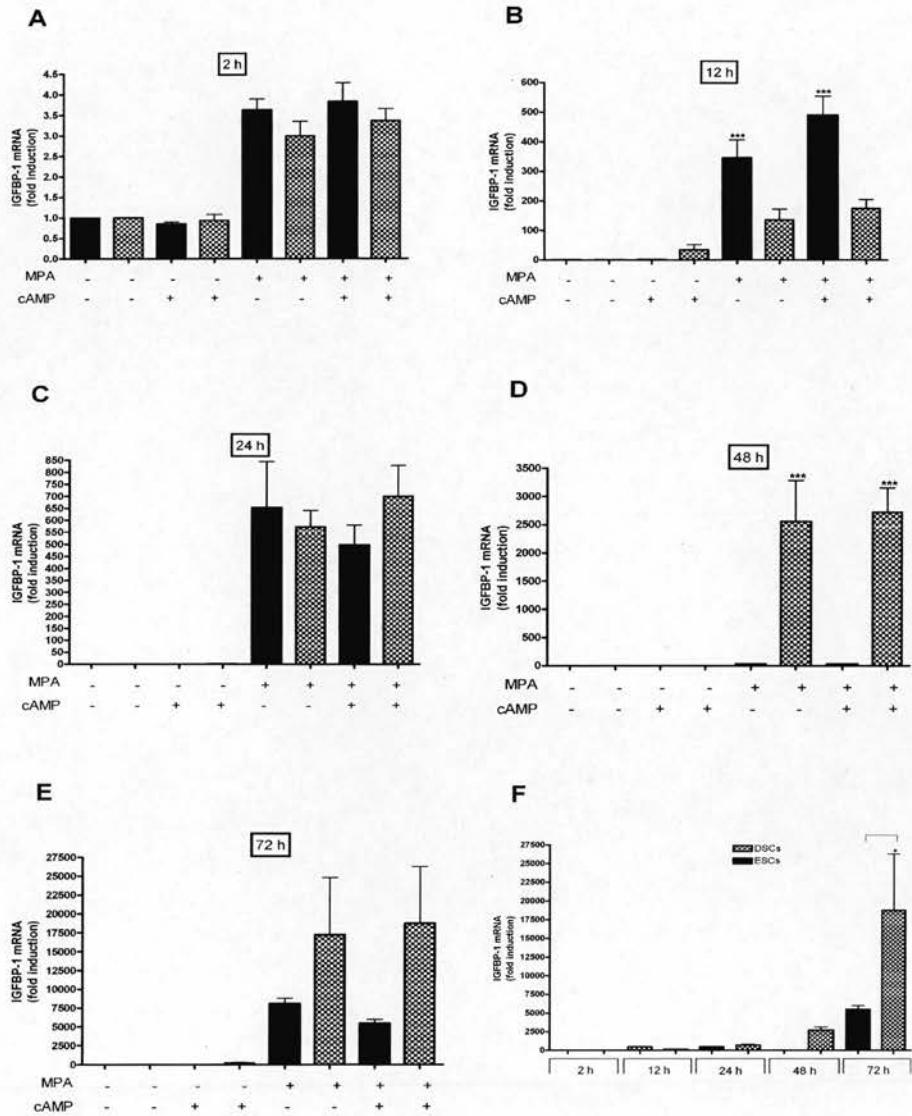 A
2 h
IGFBP-1 mRNA
(fold induction)
4.6
4.0
3.5
3.0
2.5
2.0
1.5
1.0
0.5
0.0
MPA - - - - + + + +
cAMP - - + + - - + +
B
12 h
IGFBP-1 mRNA
(fold induction)
600
500
400
300
200
100
0
*** ***
MPA - - - - + + + +
cAMP - - + + - - + +
C
24 h
IGFBP-1 mRNA
(fold induction)
850
800
750
700
650
600
550
500
450
400
350
300
250
200
150
100
50
0
MPA - - - - + + + +
cAMP - - + + - - + +
D
48 h
IGFBP-1 mRNA
(fold induction)
3500
3000
2500
2000
1500
1000
500
0
*** ***
MPA - - - - + + + +
cAMP - - + + - - + +
E
72 h
IGFBP-1 mRNA
(fold induction)
27500
25000
22500
20000
17500
15000
12500
10000
7500
5000
2500
0
MPA - - - - + + + +
cAMP - - + + - - + +
F
DSCs
ESCs
*
IGFBP-1 mRNA
(fold induction)
27500
25000
22500
20000
17500
15000
12500
10000
7500
5000
2500
0
2 h 12 h 24 h 48 h 72 h